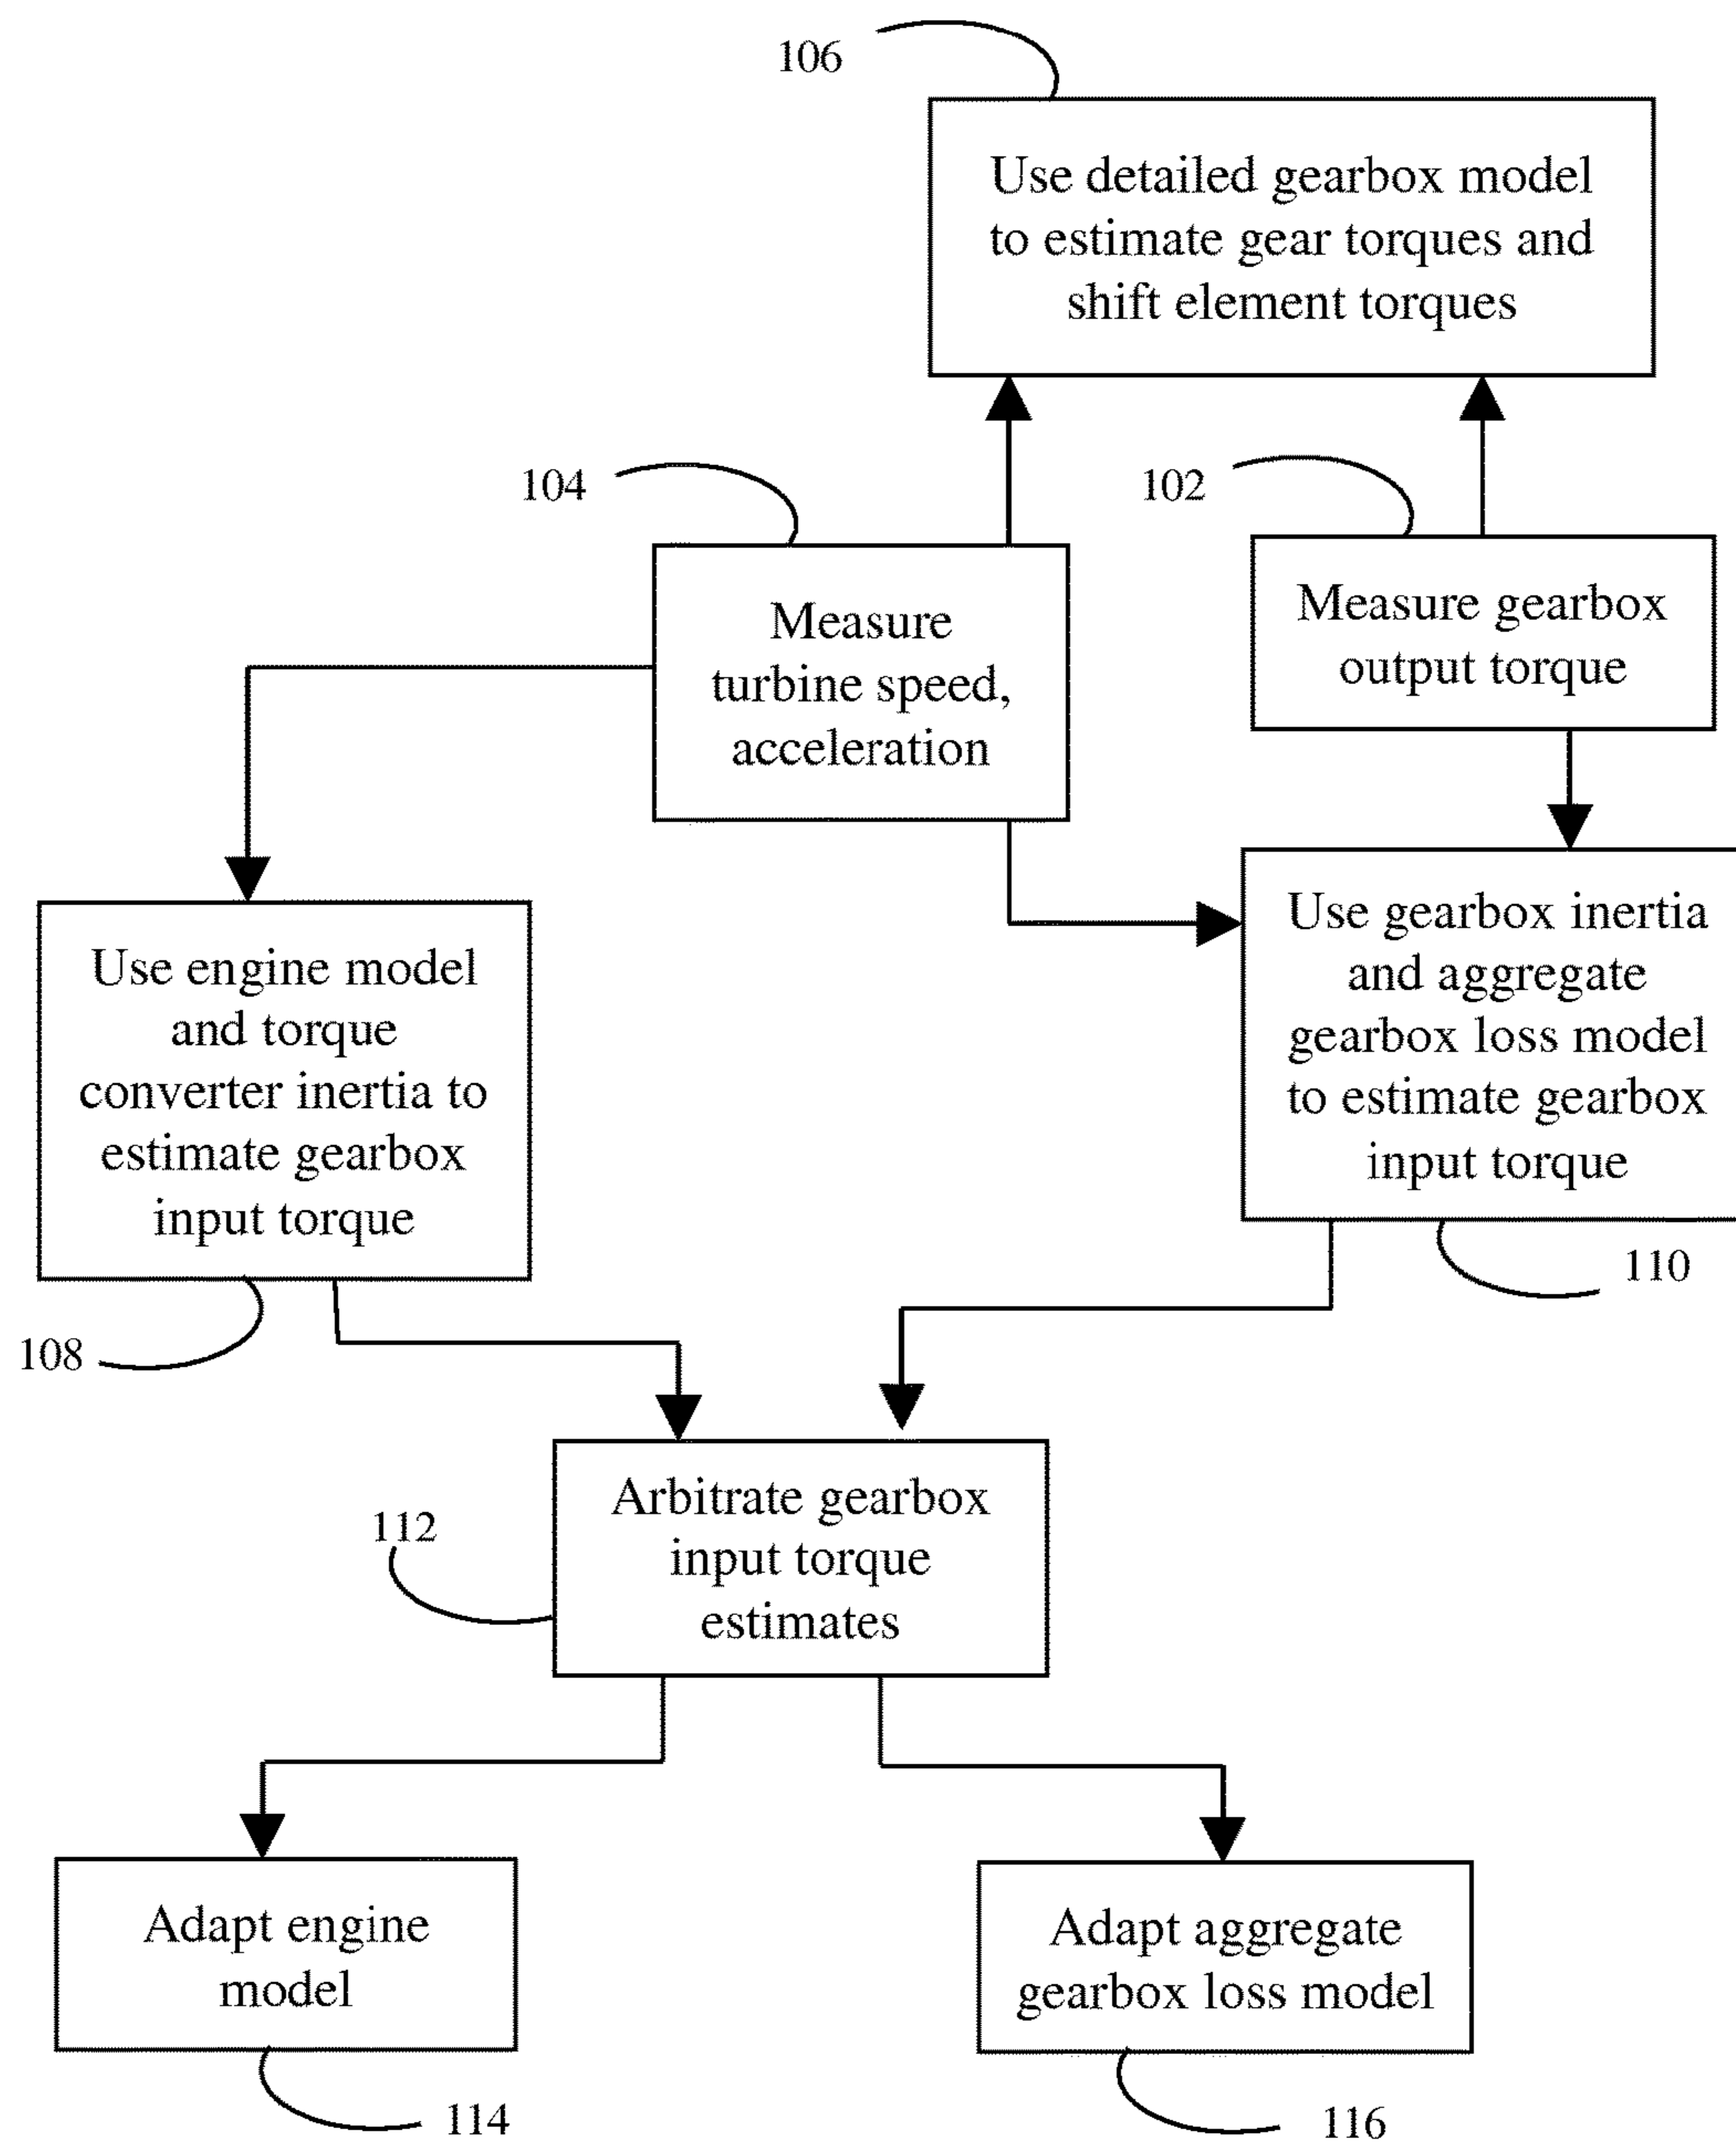 106
Use detailed gearbox model
to estimate gear torques and
shift element torques
104
102
Measure
turbine speed,
acceleration
Measure gearbox
output torque
Use engine model
and torque
converter inertia to
estimate gearbox
input torque
Use gearbox inertia
and aggregate
gearbox loss model
to estimate gearbox
input torque
110
108
112
Arbitrate gearbox
input torque
estimates
Adapt engine
model
Adapt aggregate
gearbox loss model
114
116